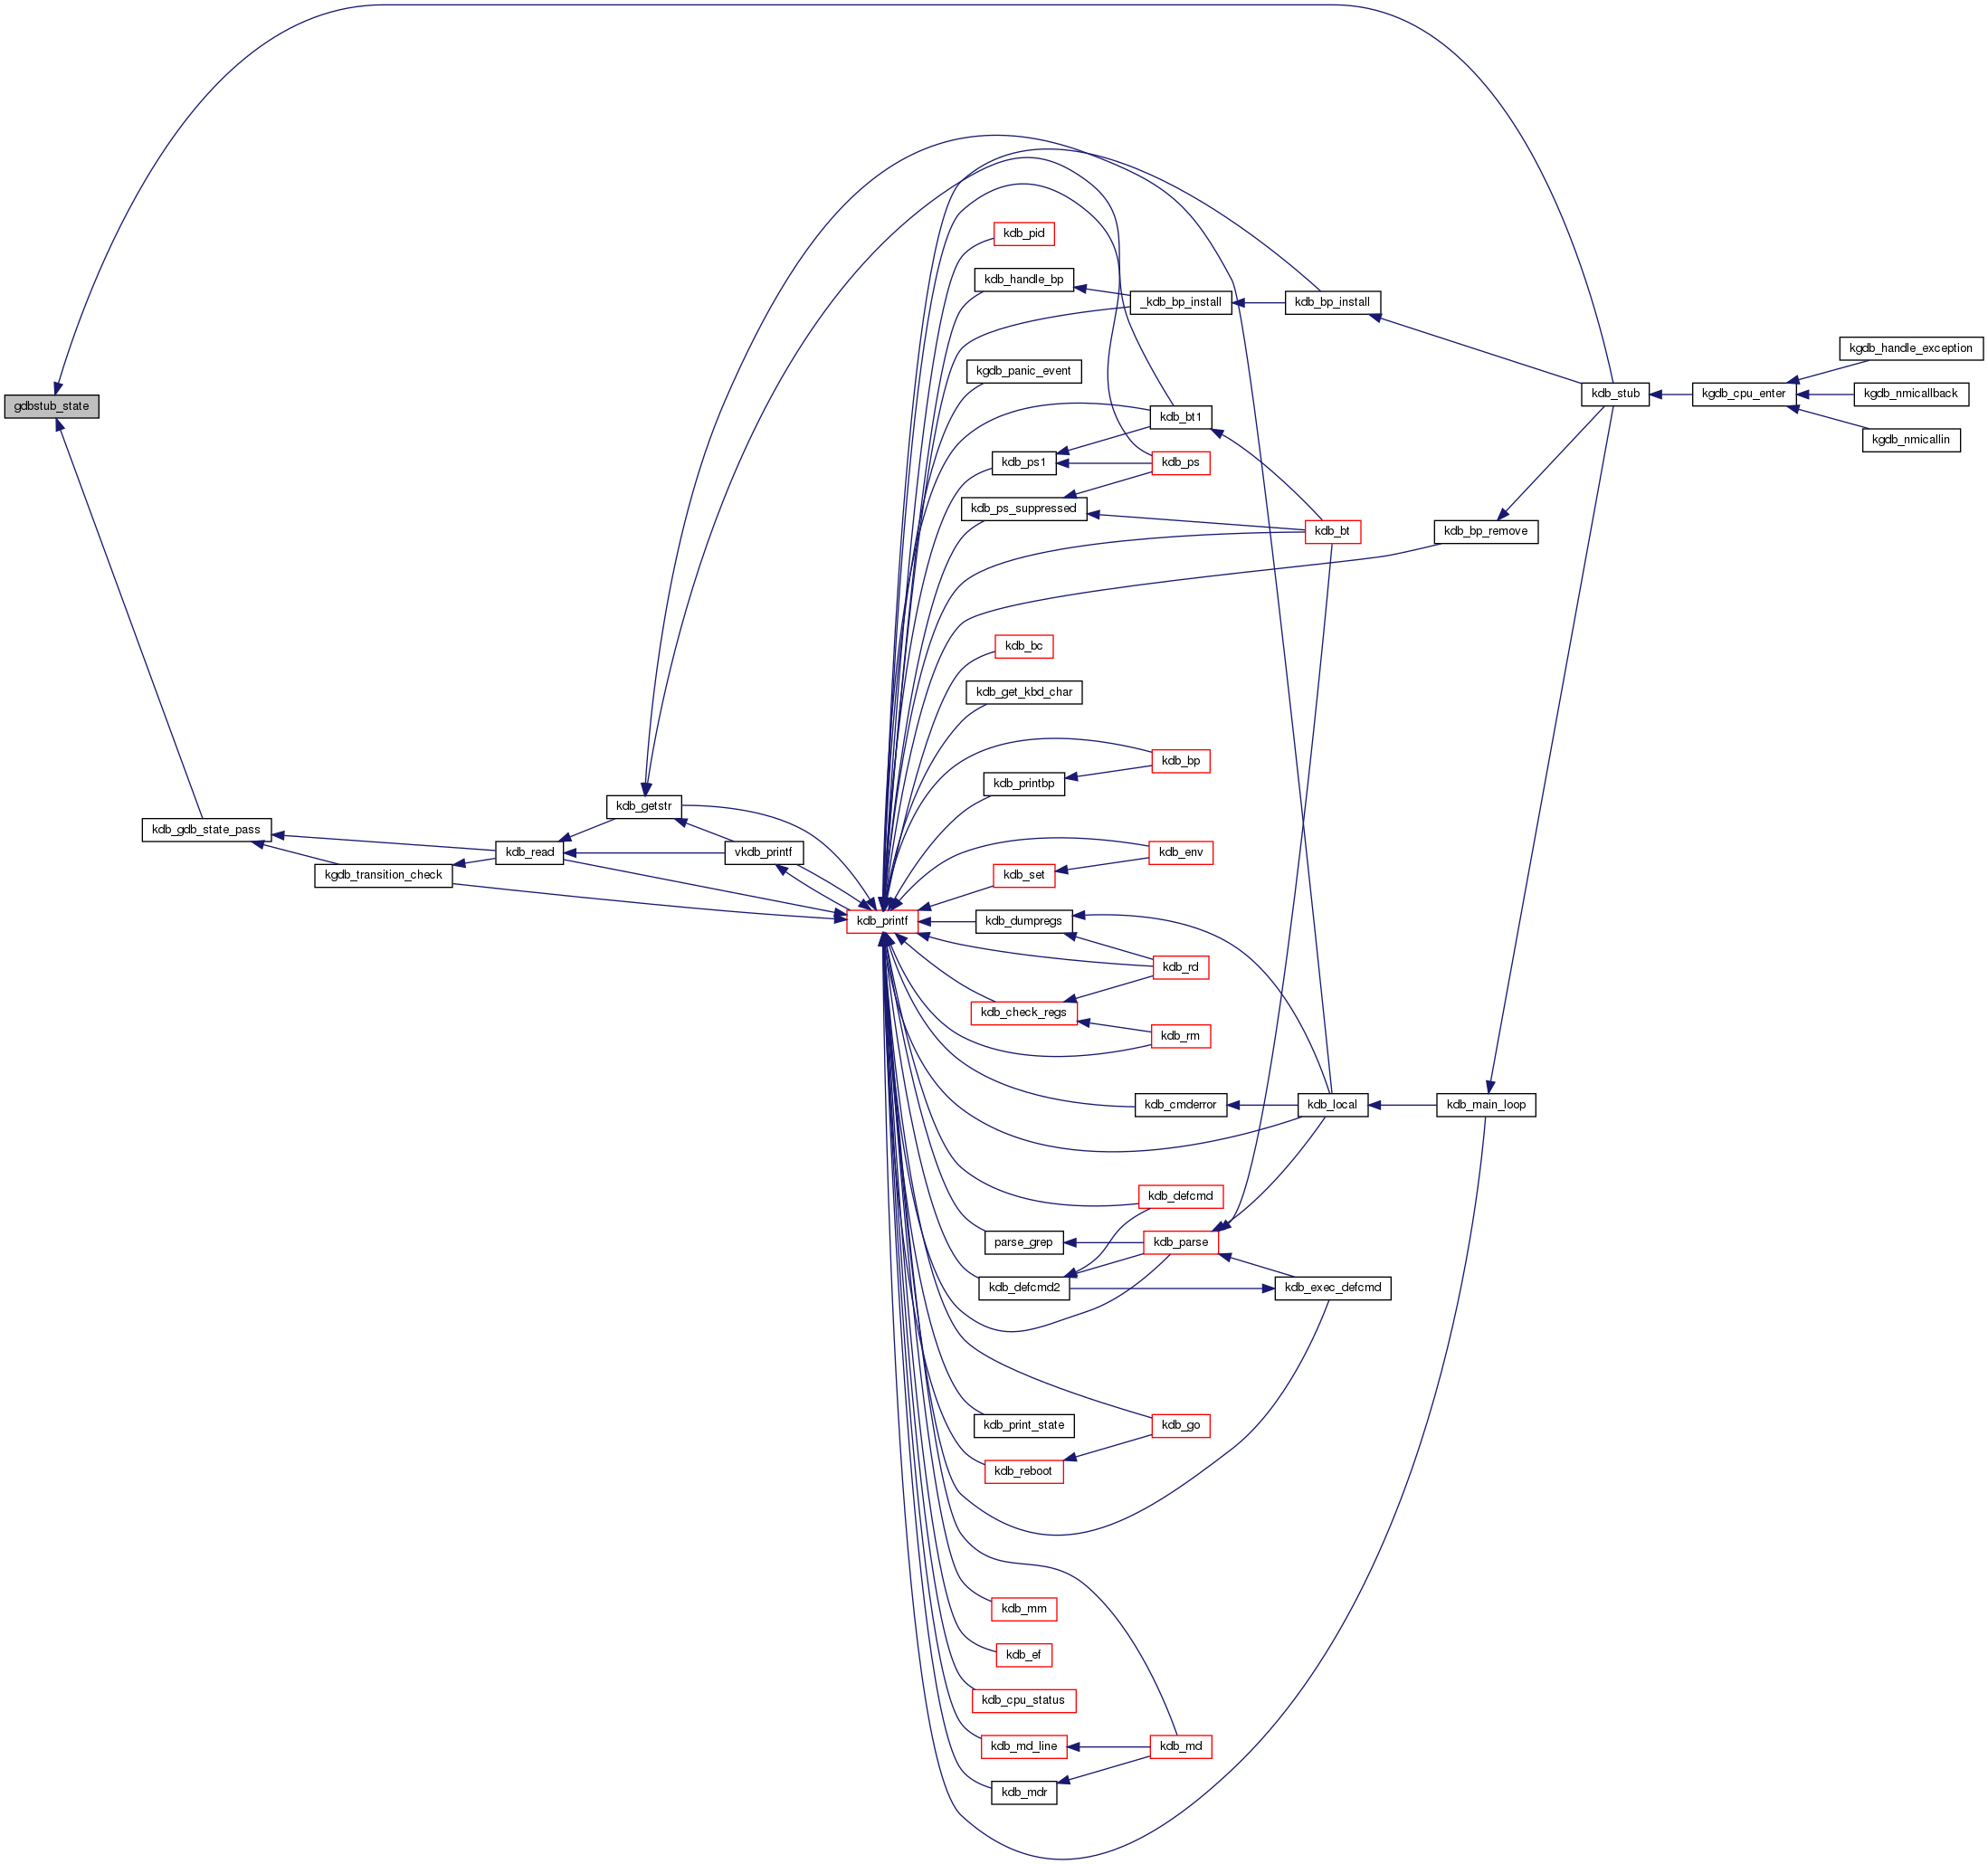 kdb_pid
kdb_handle_bp
_kdb_bp_install
kdb_bp_install
kgdb_handle_exception
kgdb_panic_event
kdb_stub
kgdb_cpu_enter
kgdb_nmicallback
gdbstub_state
kdb_bt1
kgdb_nmicallin
kdb_ps1
kdb_ps
kdb_ps_suppressed
kdb_bt
kdb_bp_remove
kdb_bc
kdb_get_kbd_char
kdb_bp
kdb_printbp
kdb_getstr
kdb_gdb_state_pass
kdb_read
vkdb_printf
kdb_env
kgdb_transition_check
kdb_set
kdb_printf
kdb_dumpregs
kdb_rd
kdb_check_regs
kdb_rm
kdb_cmderror
kdb_local
kdb_main_loop
kdb_defcmd
parse_grep
kdb_parse
kdb_defcmd2
kdb_exec_defcmd
kdb_print_state
kdb_go
kdb_reboot
kdb_mm
kdb_ef
kdb_cpu_status
kdb_md_line
kdb_md
kdb_mdr